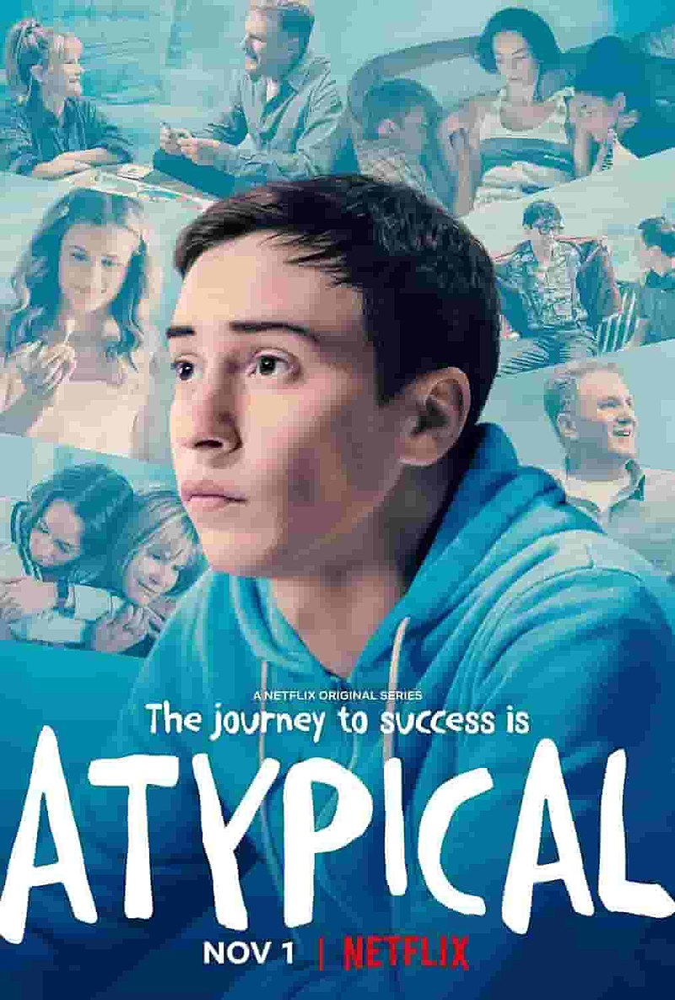 A NETFLIX ORIGINAL SERIES
The journey to success is
ATYPICAL
NOV 1 | NETFLIX